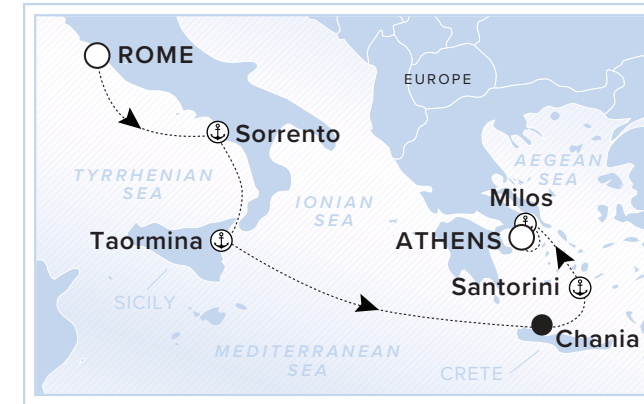 ROME
EUROPE
Sorrento
TYRRHENIAN
SEA
AEGEAN
SEA
IONIAN
SEA
Milos
Taormina
ATHENS
Santorini
SICILY
Chania
MEDITERRANEAN
SEA
CRETE